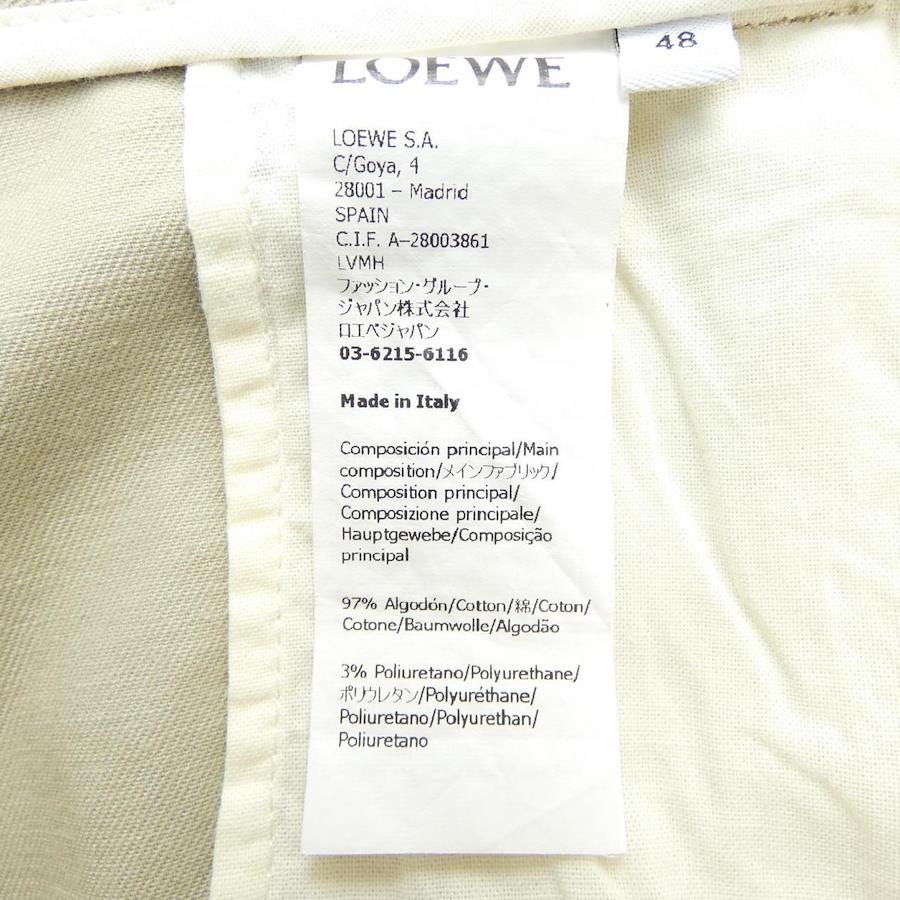 LOEWE
48
LOEWE S.A.
C/Goya, 4
28001 – Madrid
SPAIN
C.I.F. A–28003861
LVMH
ファッション・グループ・
ジャパン株式会社
ロエベジャパン
03-6215-6116
Made in Italy
Composición principal/Main
composition/メインファブリック/
Composition principal/
Composizione principale/
Hauptgewebe/Composição
principal
97% Algodón/Cotton/綿/Coton/
Cotone/Baumwolle/Algodão
3% Poliuretano/Polyurethane/
ポリウレタン/Polyuréthane/
Poliuretano/Polyurethan/
Poliuretano